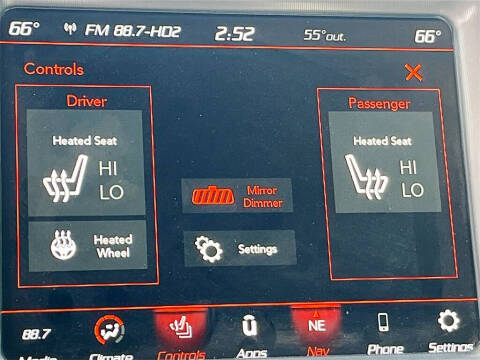 66° FM 88.7-HD2 2:52 55°out. 66°
Controls
Driver
Heated Seat
HI
LO
Heated
Wheel
Mirror
Dimmer
Settings
Passenger
Heated Seat
HI
LO
88.7 NE
Media Climate Controls Apps Nav Phone Settings